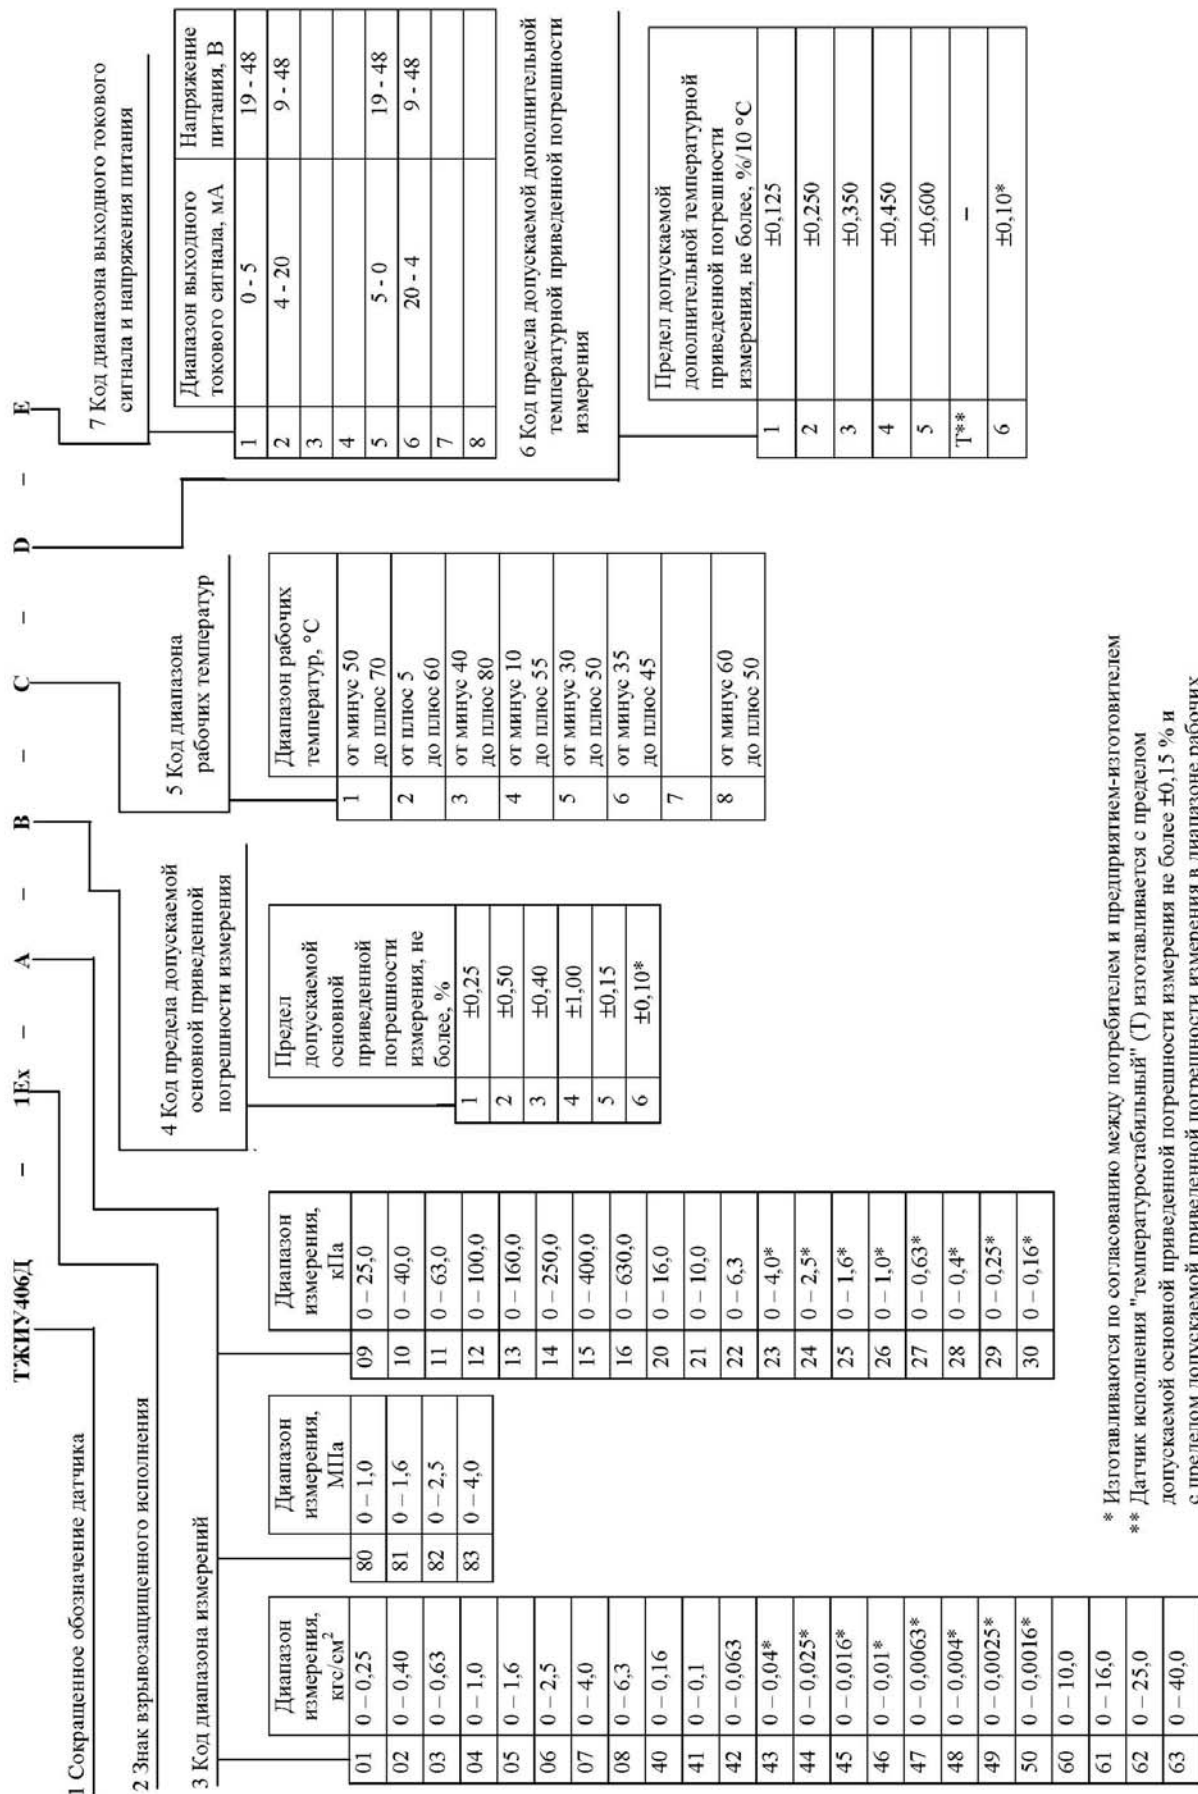 ТЖИУ406Д – 1Ex – A – B – C – D – E
1 Сокращенное обозначение датчика
2 Знак взрывозащищенного исполнения
3 Код диапазона измерений
Диапазон
измерения,
кгс/см²
01 0 – 0,25
02 0 – 0,40
03 0 – 0,63
04 0 – 1,0
05 0 – 1,6
06 0 – 2,5
07 0 – 4,0
08 0 – 6,3
40 0 – 0,16
41 0 – 0,1
42 0 – 0,063
43 0 – 0,04*
44 0 – 0,025*
45 0 – 0,016*
46 0 – 0,01*
47 0 – 0,0063*
48 0 – 0,004*
49 0 – 0,0025*
50 0 – 0,0016*
60 0 – 10,0
61 0 – 16,0
62 0 – 25,0
63 0 – 40,0
Диапазон
измерения,
МПа
80 0 – 1,0
81 0 – 1,6
82 0 – 2,5
83 0 – 4,0
Диапазон
измерения,
кПа
09 0 – 25,0
10 0 – 40,0
11 0 – 63,0
12 0 – 100,0
13 0 – 160,0
14 0 – 250,0
15 0 – 400,0
16 0 – 630,0
20 0 – 16,0
21 0 – 10,0
22 0 – 6,3
23 0 – 4,0*
24 0 – 2,5*
25 0 – 1,6*
26 0 – 1,0*
27 0 – 0,63*
28 0 – 0,4*
29 0 – 0,25*
30 0 – 0,16*
4 Код предела допускаемой
основной приведенной
погрешности измерения
Предел
допускаемой
основной
приведенной
погрешности
измерения, не
более, %
1 ±0,25
2 ±0,50
3 ±0,40
4 ±1,00
5 ±0,15
6 ±0,10*
5 Код диапазона
рабочих температур
Диапазон рабочих
температур, °С
1 от минус 50
до плюс 70
2 от плюс 5
до плюс 60
3 от минус 40
до плюс 80
4 от минус 10
до плюс 55
5 от минус 30
до плюс 50
6 от минус 35
до плюс 45
7
8 от минус 60
до плюс 50
7 Код диапазона выходного токового
сигнала и напряжения питания
Диапазон выходного
токового сигнала, мА
Напряжение
питания, В
1 0 - 5 19 - 48
2 4 - 20 9 - 48
3
4
5 5 - 0 19 - 48
6 20 - 4 9 - 48
7
8
6 Код предела допускаемой дополнительной
температурной приведенной погрешности
измерения
Предел допускаемой
дополнительной температурной
приведенной погрешности
измерения, не более, %/10 °С
1 ±0,125
2 ±0,250
3 ±0,350
4 ±0,450
5 ±0,600
Т** –
6 ±0,10*
* Изготавливаются по согласованию между потребителем и предприятием-изготовителем
** Датчик исполнения "температуростабильный" (Т) изготавливается с пределом
допускаемой основной приведенной погрешности измерения не более ±0,15 % и
с пределом допускаемой приведенной погрешности измерения в диапазоне рабочих